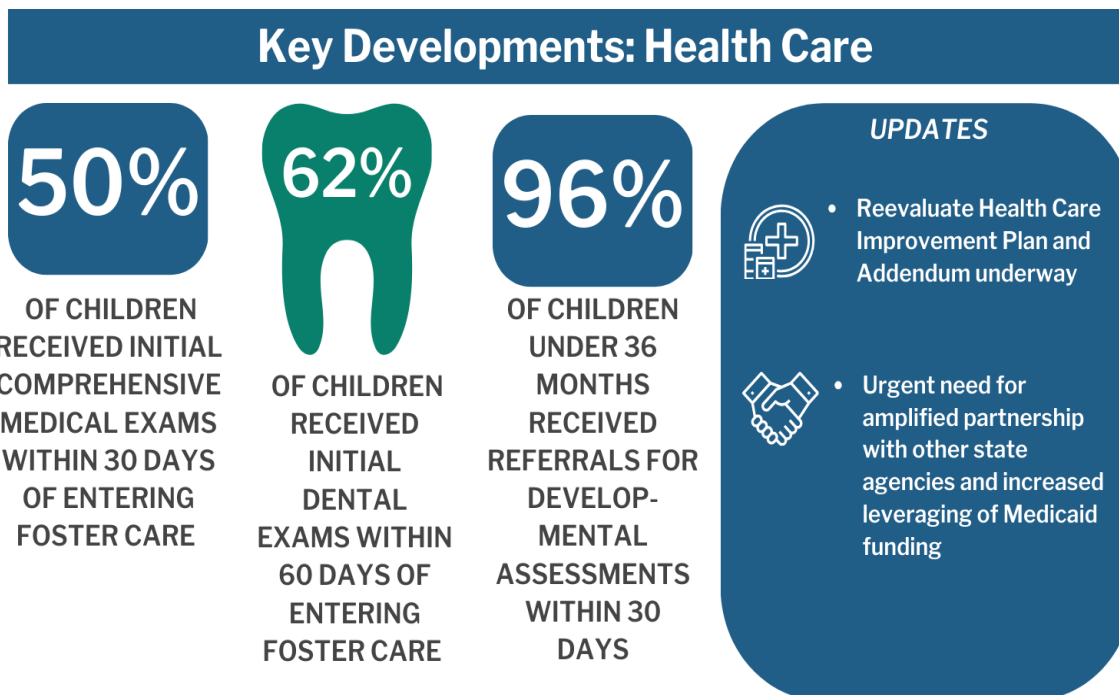 Key Developments: Health Care
50%
OF CHILDREN
RECEIVED INITIAL
COMPREHENSIVE
MEDICAL EXAMS
WITHIN 30 DAYS
OF ENTERING
FOSTER CARE
62%
OF CHILDREN
RECEIVED
INITIAL
DENTAL
EXAMS WITHIN
60 DAYS OF
ENTERING
FOSTER CARE
96%
OF CHILDREN
UNDER 36
MONTHS
RECEIVED
REFERRALS FOR
DEVELOP-
MENTAL
ASSESSMENTS
WITHIN 30
DAYS
UPDATES
• Reevaluate Health Care
Improvement Plan and
Addendum underway
• Urgent need for
amplified partnership
with other state
agencies and increased
leveraging of Medicaid
funding